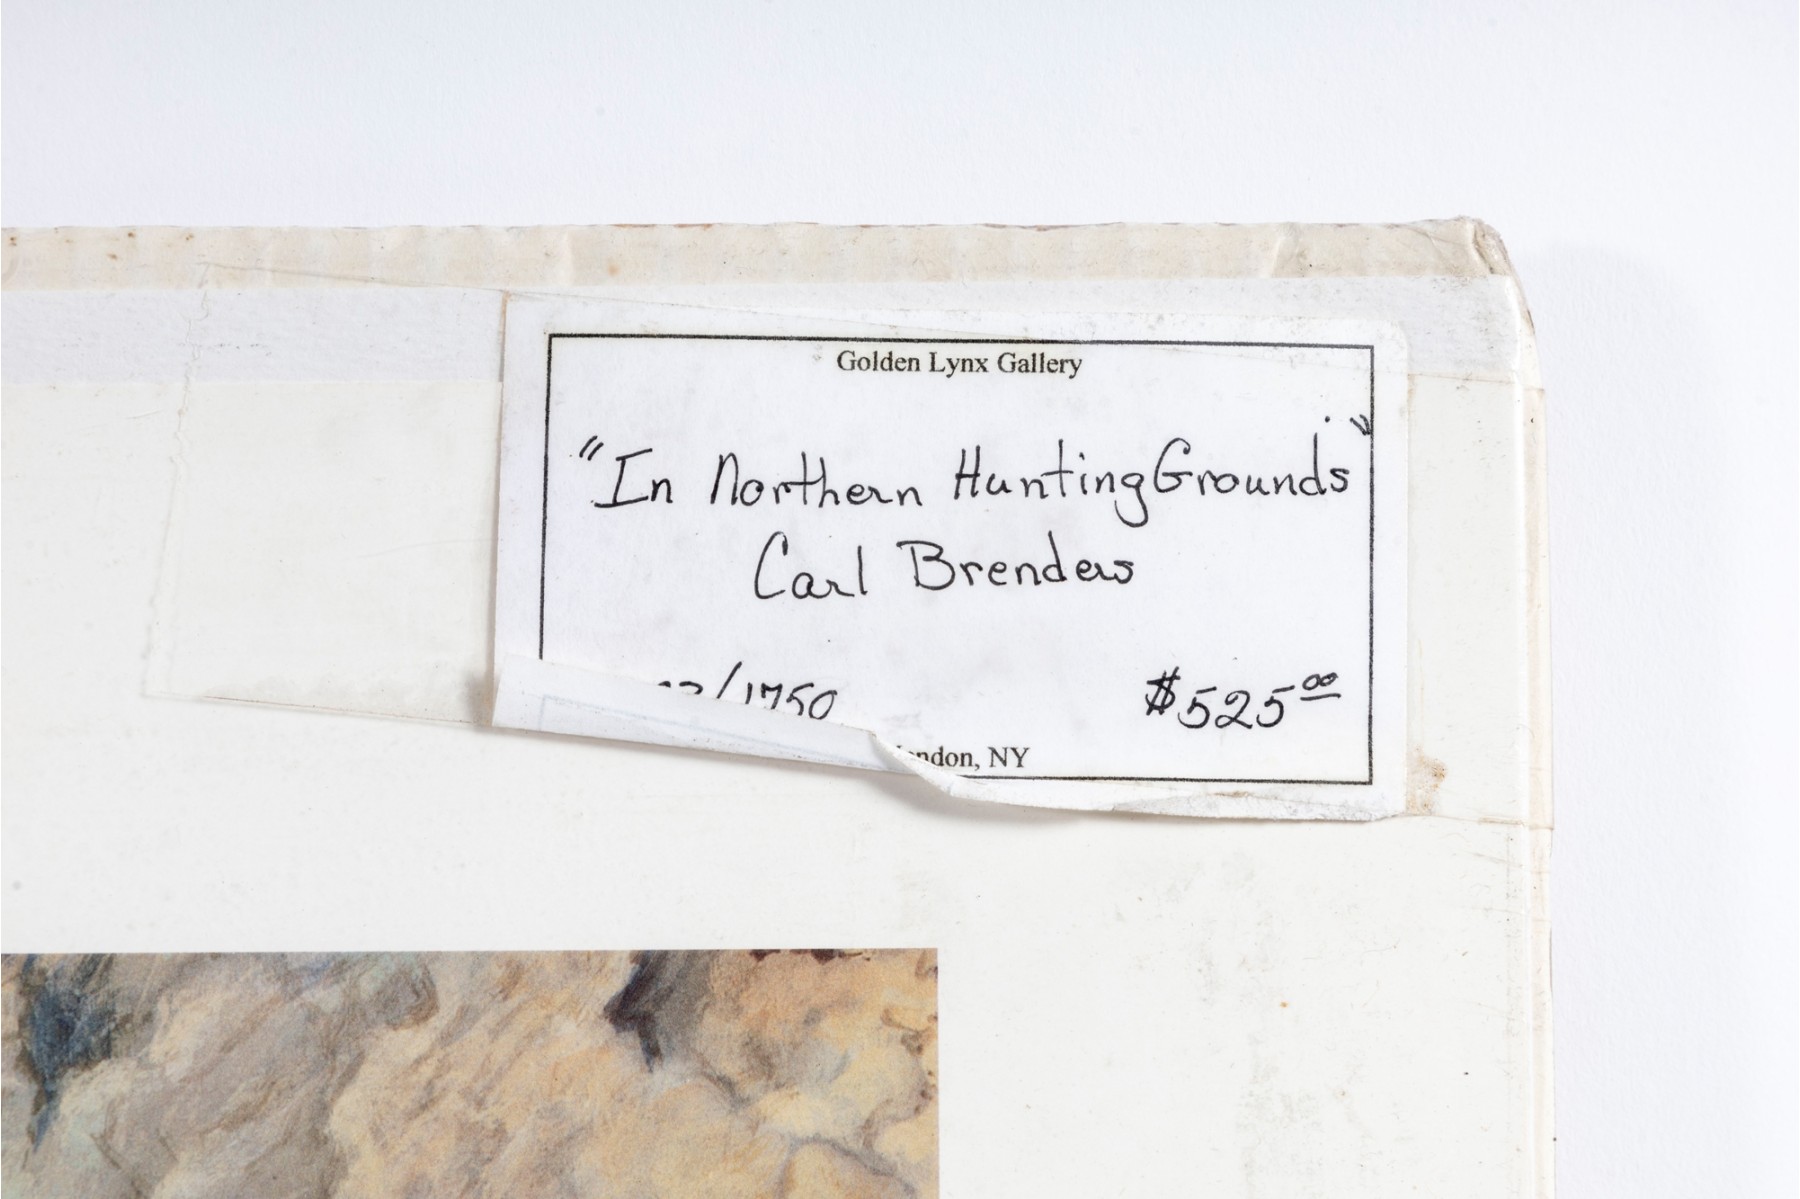 Golden Lynx Gallery
"In Northern Hunting Grounds"
Carl Brenders
/1750 $525.00
NY